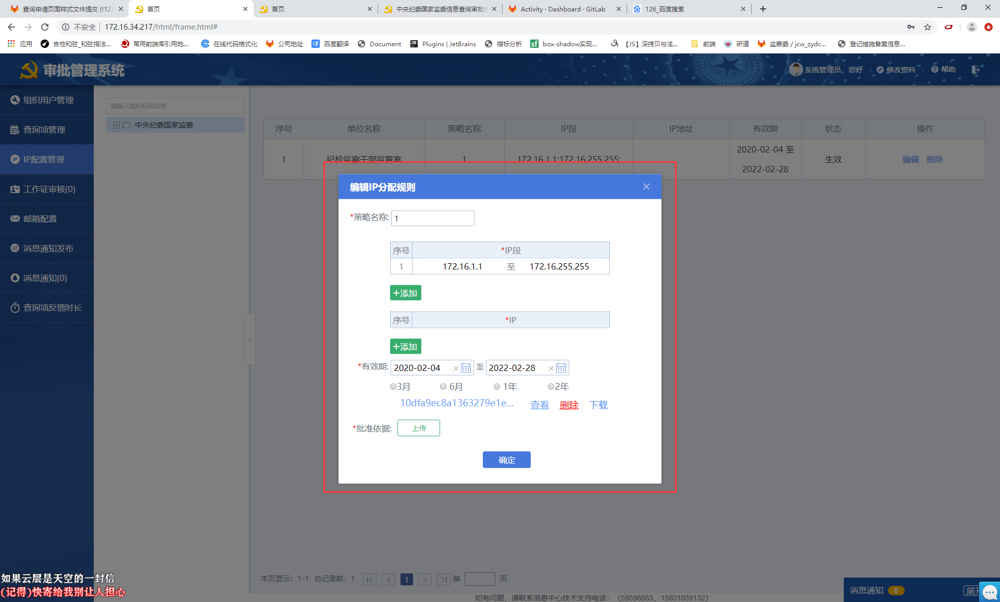 查询申请页面样式文件提交 (!12)
首页
首页
中央纪委国家监委信息查询审批
Activity · Dashboard · GitLab
126_百度搜索
不安全
172.16.34.217/html/frame.html#
应用
吉他和弦_和弦指法...
常用前端库引用地...
在线代码格式化
公司地址
百度翻译
Document
Plugins | JetBrains
指标分析
box-shadow实现...
【JS】深拷贝与浅...
前端
研道
监察委 / jcw_zydc...
登记措施备案信息...
审批管理系统
系统管理员，您好
修改资料
帮助
组织用户管理
查询项管理
IP配置管理
工作证审核(0)
邮箱配置
消息通知发布
消息通知(0)
查询项反馈时长
请输入组织机构名称
中央纪委国家监委
序号 单位名称 策略名称 IP段 IP地址 有效期 状态 操作
1 纪检监察干部监督室 1 172.16.1.1;172.16.255.255; 2020-02-04 至 2022-02-28 生效 编辑 删除
编辑IP分配规则
*策略名称: 1
序号 *IP段
1 172.16.1.1 至 172.16.255.255
+添加
序号 *IP
+添加
*有效期: 2020-02-04 至 2022-02-28
3月 6月 1年 2年
10dfa9ec8a1363279e1e... 查看 删除 下载
*批准依据: 上传
确定
本页显示：1-1 总记录数：1 1 第 页
如有问题，请联系信息中心技术支持电话：（59598863、15801039132）
消息通知 0
如果云层是天空的一封信
(记得)快寄给我别让人担心